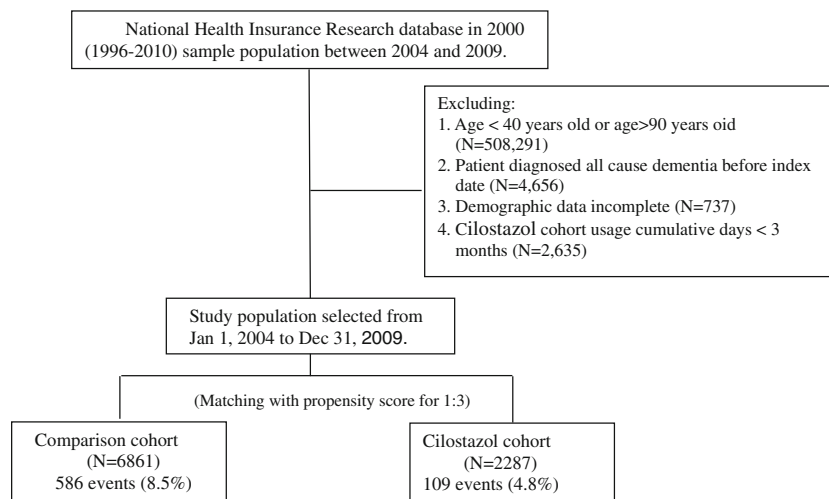 National Health Insurance Research database in 2000
(1996-2010) sample population between 2004 and 2009.
Excluding:
1. Age < 40 years old or age>90 years oid
(N=508,291)
2. Patient diagnosed all cause dementia before index
date (N=4,656)
3. Demographic data incomplete (N=737)
4. Cilostazol cohort usage cumulative days < 3
months (N=2,635)
Study population selected from
Jan 1, 2004 to Dec 31, 2009.
(Matching with propensity score for 1:3)
Comparison cohort
(N=6861)
586 events (8.5%)
Cilostazol cohort
(N=2287)
109 events (4.8%)